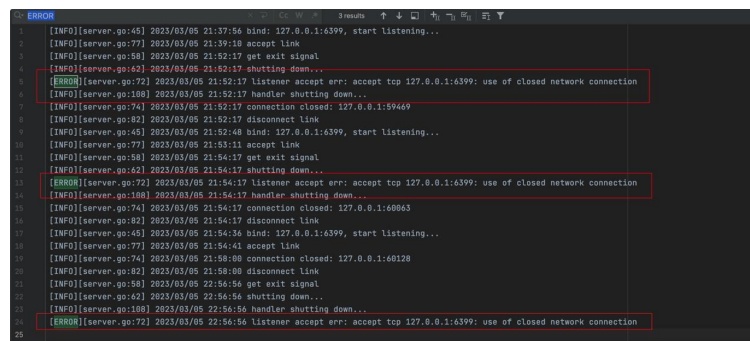 ERROR Cc W .* 3 results
1 [INFO][server.go:45] 2023/03/05 21:37:56 bind: 127.0.0.1:6399, start listening...
2 [INFO][server.go:77] 2023/03/05 21:39:10 accept link
3 [INFO][server.go:58] 2023/03/05 21:52:17 get exit signal
4 [INFO][server.go:62] 2023/03/05 21:52:17 shutting down...
5 [ERROR][server.go:72] 2023/03/05 21:52:17 listener accept err: accept tcp 127.0.0.1:6399: use of closed network connection
6 [INFO][server.go:108] 2023/03/05 21:52:17 handler shutting down...
7 [INFO][server.go:74] 2023/03/05 21:52:17 connection closed: 127.0.0.1:59469
8 [INFO][server.go:82] 2023/03/05 21:52:17 disconnect link
9 [INFO][server.go:45] 2023/03/05 21:52:48 bind: 127.0.0.1:6399, start listening...
10 [INFO][server.go:77] 2023/03/05 21:53:11 accept link
11 [INFO][server.go:58] 2023/03/05 21:54:17 get exit signal
12 [INFO][server.go:62] 2023/03/05 21:54:17 shutting down...
13 [ERROR][server.go:72] 2023/03/05 21:54:17 listener accept err: accept tcp 127.0.0.1:6399: use of closed network connection
14 [INFO][server.go:108] 2023/03/05 21:54:17 handler shutting down...
15 [INFO][server.go:74] 2023/03/05 21:54:17 connection closed: 127.0.0.1:60063
16 [INFO][server.go:82] 2023/03/05 21:54:17 disconnect link
17 [INFO][server.go:45] 2023/03/05 21:54:36 bind: 127.0.0.1:6399, start listening...
18 [INFO][server.go:77] 2023/03/05 21:54:41 accept link
19 [INFO][server.go:74] 2023/03/05 21:58:00 connection closed: 127.0.0.1:60128
20 [INFO][server.go:82] 2023/03/05 21:58:00 disconnect link
21 [INFO][server.go:58] 2023/03/05 22:56:56 get exit signal
22 [INFO][server.go:62] 2023/03/05 22:56:56 shutting down...
23 [INFO][server.go:108] 2023/03/05 22:56:56 handler shutting down...
24 [ERROR][server.go:72] 2023/03/05 22:56:56 listener accept err: accept tcp 127.0.0.1:6399: use of closed network connection
25